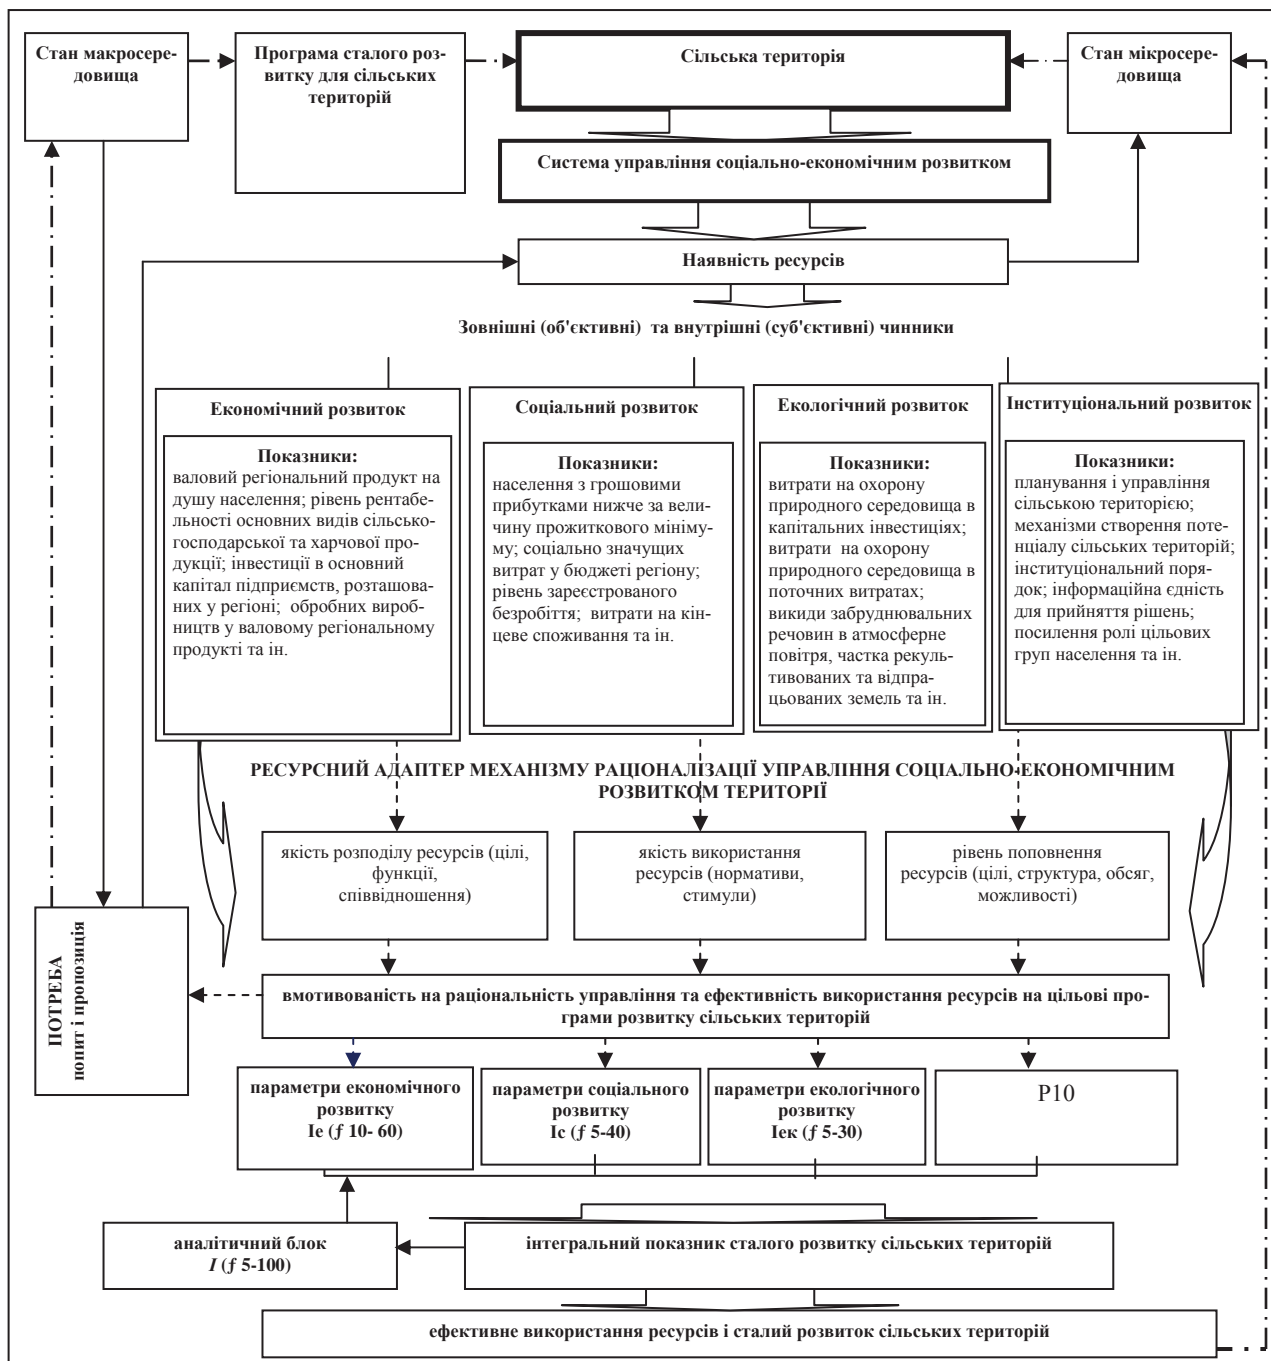 Стан макросере-
довища
Програма сталого роз-
витку для сільських
територій
Сільська територія
Стан мікросере-
довища
Система управління соціально-економічним розвитком
Наявність ресурсів
Зовнішні (об'єктивні) та внутрішні (суб'єктивні) чинники
Економічний розвиток
Показники:
валовий регіональний продукт на
душу населення; рівень рентабе-
льності основних видів сільсько-
господарської та харчової про-
дукції; інвестиції в основний
капітал підприємств, розташова-
них у регіоні; обробних вироб-
ництв у валовому регіональному
продукті та ін.
Соціальний розвиток
Показники:
населення з грошовими
прибутками нижче за вели-
чину прожиткового мініму-
му; соціально значущих
витрат у бюджеті регіону;
рівень зареєстрованого
безробіття; витрати на кін-
цеве споживання та ін.
Екологічний розвиток
Показники:
витрати на охорону
природного середовища в
капітальних інвестиціях;
витрати на охорону
природного середовища в
поточних витратах;
викиди забруднювальних
речовин в атмосферне
повітря, частка рекуль-
тивованих та відпра-
цьованих земель та ін.
Інституціональний розвиток
Показники:
планування і управління
сільською територією;
механізми створення поте-
нціалу сільських територій;
інституціональний поря-
док; інформаційна єдність
для прийняття рішень;
посилення ролі цільових
груп населення та ін.
РЕСУРСНИЙ АДАПТЕР МЕХАНІЗМУ РАЦІОНАЛІЗАЦІЇ УПРАВЛІННЯ СОЦІАЛЬНО-ЕКОНОМІЧНИМ
РОЗВИТКОМ ТЕРИТОРІЇ
якість розподілу ресурсів (цілі,
функції,
співвідношення)
якість використання
ресурсів (нормативи,
стимули)
рівень поповнення
ресурсів (цілі, структура, обсяг,
можливості)
ПОТРЕБА
попит і пропозиція
вмотивованість на раціональність управління та ефективність використання ресурсів на цільові про-
грами розвитку сільських територій
параметри економічного
розвитку
Іе (ƒ 10- 60)
параметри соціального
розвитку
Іс (ƒ 5-40)
параметри екологічного
розвитку
Іек (ƒ 5-30)
Р10
аналітичний блок
I (ƒ 5-100)
інтегральний показник сталого розвитку сільських територій
ефективне використання ресурсів і сталий розвиток сільських територій